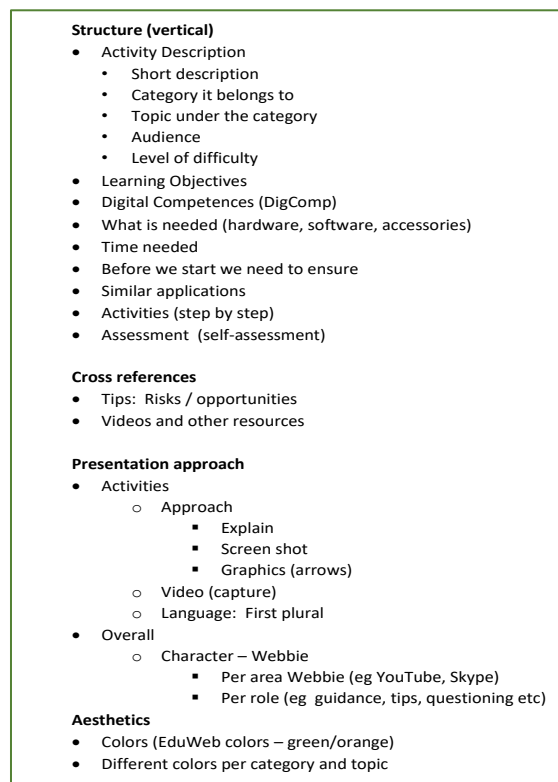 Structure (vertical)
• Activity Description
• Short description
• Category it belongs to
• Topic under the category
• Audience
• Level of difficulty
• Learning Objectives
• Digital Competences (DigComp)
• What is needed (hardware, software, accessories)
• Time needed
• Before we start we need to ensure
• Similar applications
• Activities (step by step)
• Assessment  (self-assessment)
Cross references
• Tips:  Risks / opportunities
• Videos and other resources
Presentation approach
• Activities
o Approach
▪ Explain
▪ Screen shot
▪ Graphics (arrows)
o Video (capture)
o Language:  First plural
• Overall
o Character – Webbie
▪ Per area Webbie (eg YouTube, Skype)
▪ Per role (eg  guidance, tips, questioning etc)
Aesthetics
• Colors (EduWeb colors – green/orange)
• Different colors per category and topic